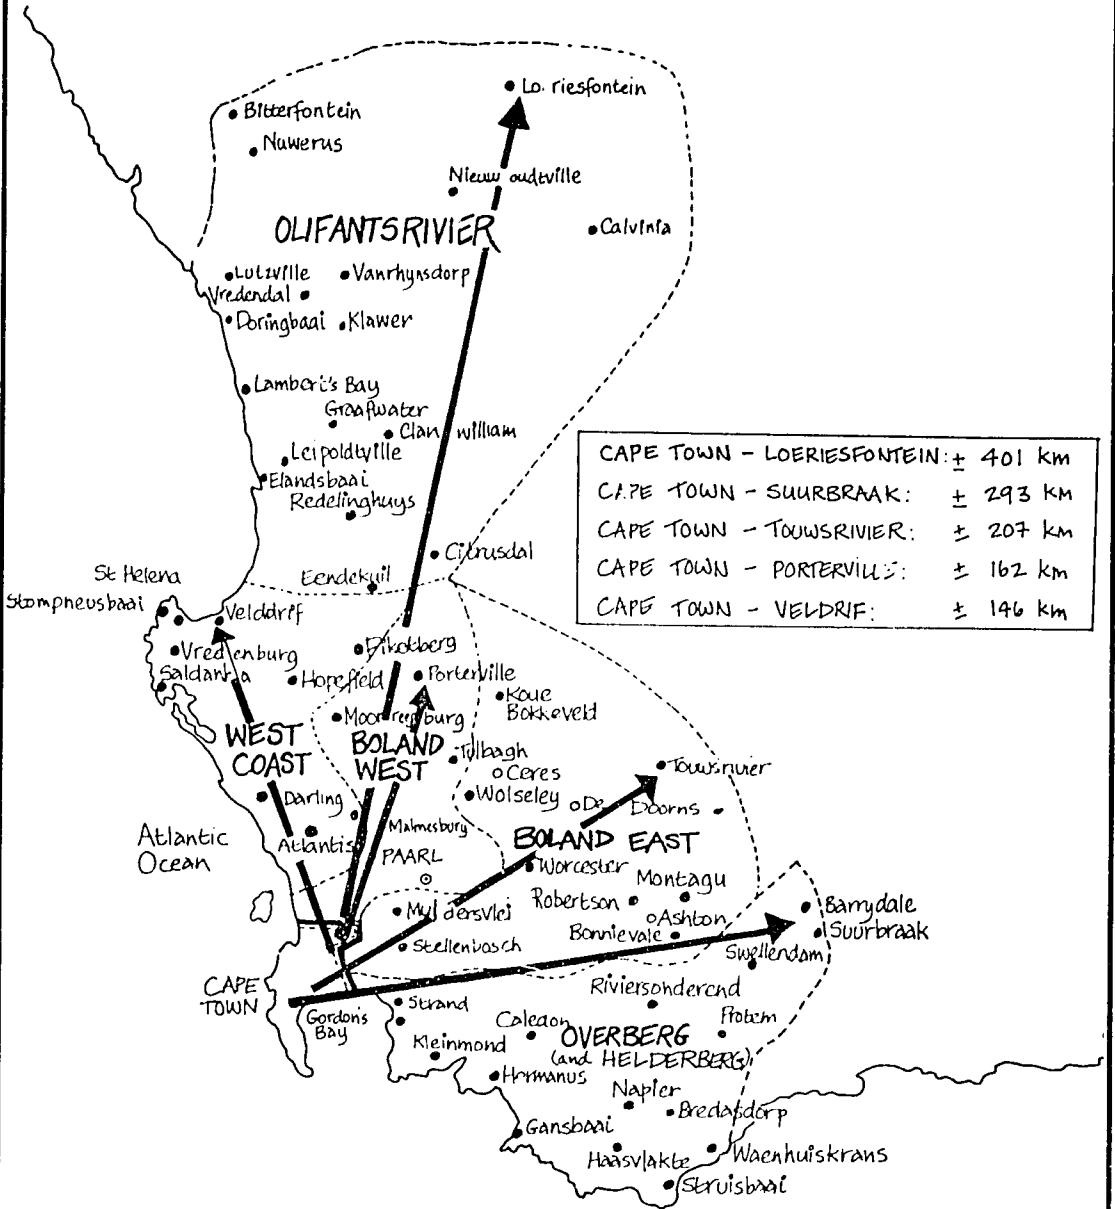 Lo. riesfontein
Bitterfontein
Nuwerus
Nieuw oudtville
OLIFANTSRIVIER
Calvinia
Lutzville
Vanrhynsdorp
Vredendal
Doringbaai
Klawer
Lambert's Bay
Graafwater
Clan william
Leipoldtville
Elandsbaai
Redelinghuys
CAPE TOWN - LOERIESFONTEIN: ± 401 km
CAPE TOWN - SUURBRAAK: ± 293 km
CAPE TOWN - TOUWSRIVIER: ± 207 km
CAPE TOWN - PORTERVILLE: ± 162 km
CAPE TOWN - VELDRIF: ± 146 km
Citrusdal
Eendekuil
St Helena
Stompneusbaai
Velddrif
Vredenburg
Saldanha
Hopefield
Pikotberg
Porterville
Koue
Bokkeveld
Moorreesburg
WEST
COAST
BOLAND
WEST
Tulbagh
Ceres
Wolseley
Touwsrivier
De Doorns
Darling
Atlantis
Malmesbury
PAARL
BOLAND EAST
Worcester
Atlantic
Ocean
Montagu
Robertson
Ashton
Bonnievale
Muldersvlei
Stellenbosch
Barrydale
Suurbraak
Swellendam
CAPE
TOWN
Gordon's
Bay
Strand
Kleinmond
Riviersonderend
Caledon
Protem
OVERBERG
(and HELDERBERG)
Hermanus
Napier
Bredasdorp
Gansbaai
Haasvlakte
Waenhuiskrans
Struisbaai